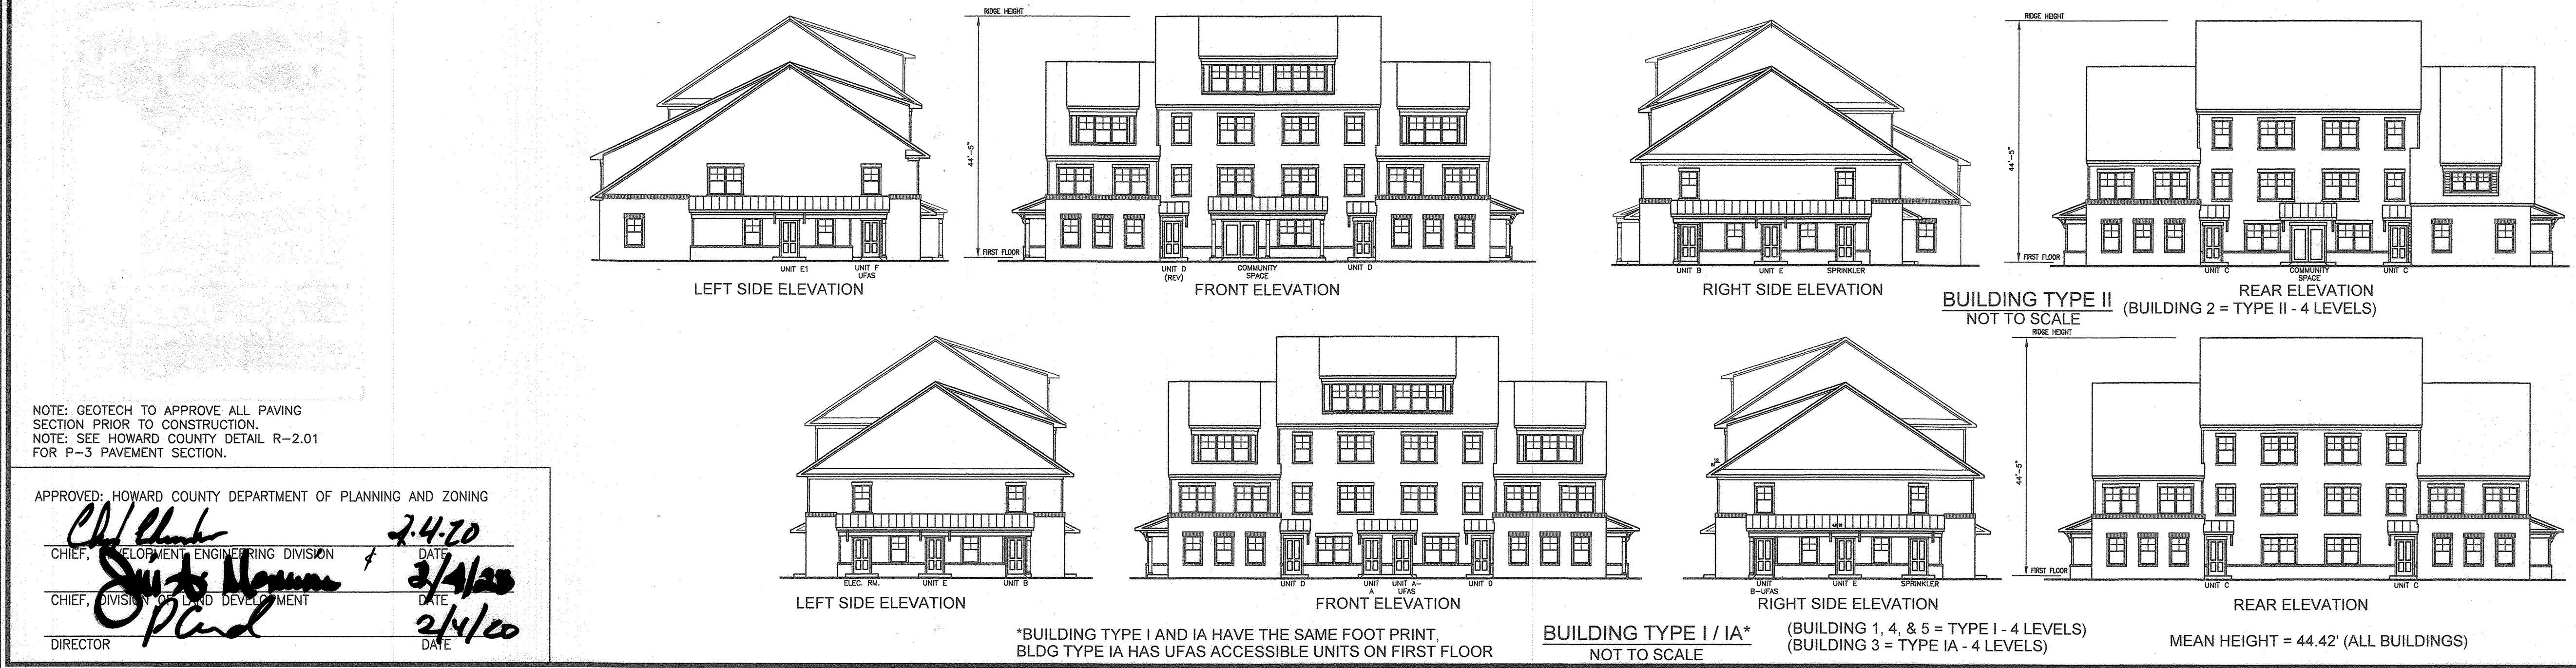 RIDGE HEIGHT
44'-5"
FIRST FLOOR
UNIT E1
UNIT F
UFAS
LEFT SIDE ELEVATION
UNIT D
(REV)
COMMUNITY
SPACE
UNIT D
FRONT ELEVATION
UNIT B
UNIT E
SPRINKLER
RIGHT SIDE ELEVATION
RIDGE HEIGHT
44'-5"
FIRST FLOOR
UNIT C
COMMUNITY
SPACE
UNIT C
REAR ELEVATION
BUILDING TYPE II
(BUILDING 2 = TYPE II - 4 LEVELS)
NOT TO SCALE
ELEC. RM.
UNIT E
UNIT B
LEFT SIDE ELEVATION
UNIT D
UNIT
A
UNIT A-
UFAS
UNIT D
FRONT ELEVATION
UNIT
B-UFAS
UNIT E
SPRINKLER
RIGHT SIDE ELEVATION
RIDGE HEIGHT
44'-5"
FIRST FLOOR
UNIT C
UNIT C
REAR ELEVATION
*BUILDING TYPE I AND IA HAVE THE SAME FOOT PRINT,
BLDG TYPE IA HAS UFAS ACCESSIBLE UNITS ON FIRST FLOOR
BUILDING TYPE I / IA*
NOT TO SCALE
(BUILDING 1, 4, & 5 = TYPE I - 4 LEVELS)
(BUILDING 3 = TYPE IA - 4 LEVELS)
MEAN HEIGHT = 44.42' (ALL BUILDINGS)
NOTE: GEOTECH TO APPROVE ALL PAVING
SECTION PRIOR TO CONSTRUCTION.
NOTE: SEE HOWARD COUNTY DETAIL R-2.01
FOR P-3 PAVEMENT SECTION.
APPROVED: HOWARD COUNTY DEPARTMENT OF PLANNING AND ZONING
2.4.20
CHIEF, DEVELOPMENT ENGINEERING DIVISION DATE
2/4/20
CHIEF, DIVISION OF LAND DEVELOPMENT DATE
2/4/20
DIRECTOR DATE